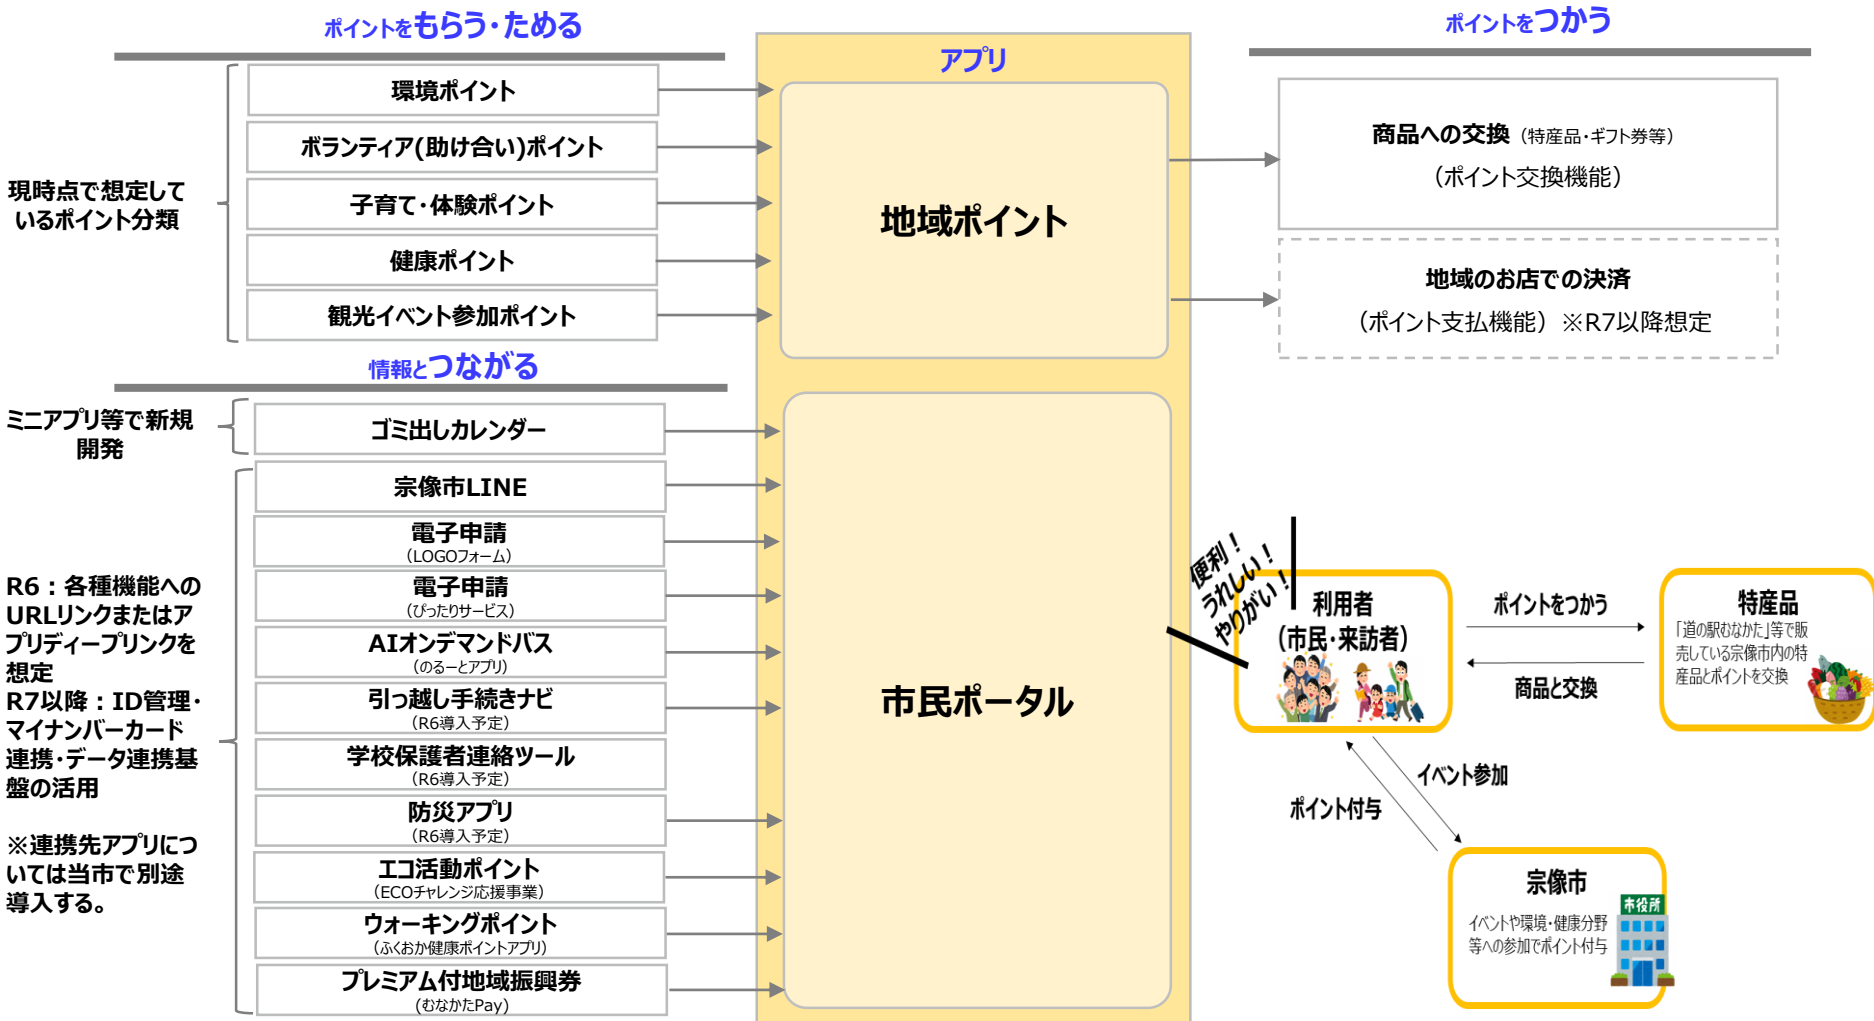 ポイントをもらう・ためる
現時点で想定して
いるポイント分類
環境ポイント
ボランティア(助け合い)ポイント
子育て・体験ポイント
健康ポイント
観光イベント参加ポイント
情報とつながる
ミニアプリ等で新規
開発
ゴミ出しカレンダー
R6：各種機能への
URLリンクまたはア
プリディープリンクを
想定
R7以降：ID管理・
マイナンバーカード
連携・データ連携基
盤の活用
※連携先アプリにつ
いては当市で別途
導入する。
宗像市LINE
電子申請
(LOGOフォーム)
電子申請
(ぴったりサービス)
AIオンデマンドバス
(のるーとアプリ)
引っ越し手続きナビ
(R6導入予定)
学校保護者連絡ツール
(R6導入予定)
防災アプリ
(R6導入予定)
エコ活動ポイント
(ECOチャレンジ応援事業)
ウォーキングポイント
(ふくおか健康ポイントアプリ)
プレミアム付地域振興券
(むなかたPay)
アプリ
地域ポイント
市民ポータル
ポイントをつかう
商品への交換（特産品・ギフト券等）
（ポイント交換機能）
地域のお店での決済
（ポイント支払機能）※R7以降想定
便利！
うれしい！
やりがい！
利用者
（市民・来訪者）
ポイントをつかう
商品と交換
特産品
「道の駅むなかた」等で販
売している宗像市内の特
産品とポイントを交換
イベント参加
ポイント付与
宗像市
イベントや環境・健康分野
等への参加でポイント付与
市役所